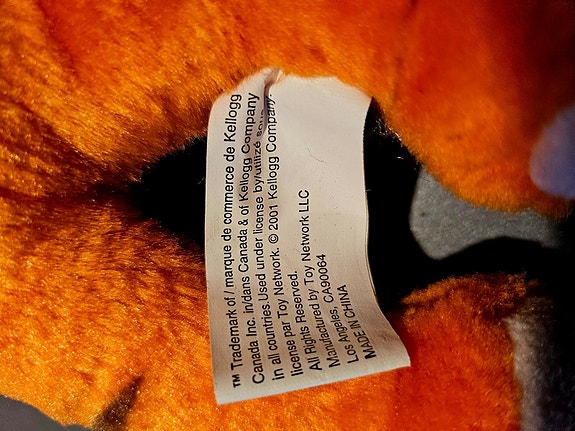 ™ Trademark of / marque de commerce de Kellogg
Canada Inc. in/dans Canada & of Kellogg Company
in all countries.Used under license by/utilizé sous
license par Toy Network. © 2001 Kellogg Company.
All Rights Reserved.
Manufactured by Toy Network LLC
Los Angeles, CA90064
MADE IN CHINA